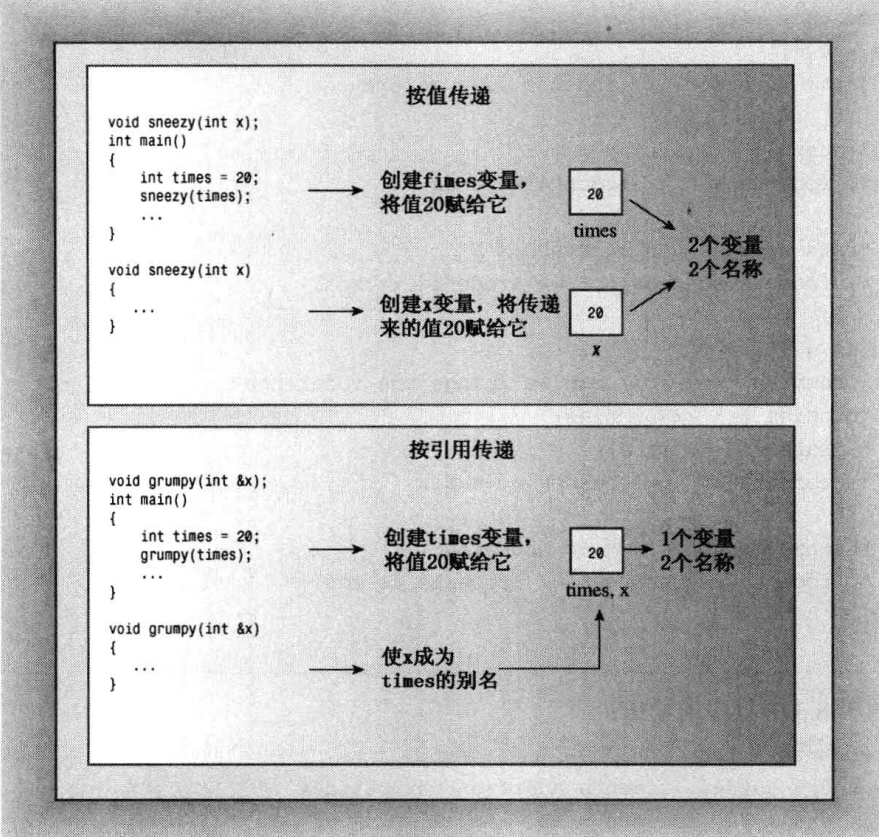 按值传递
void sneezy(int x);
int main()
{
int times = 20;
sneezy(times);
...
}
创建fimes变量，
将值20赋给它
20
times
2个变量
2个名称
void sneezy(int x)
{
...
}
创建x变量，将传递
来的值20赋给它
20
x
按引用传递
void grumpy(int &x);
int main()
{
int times = 20;
grumpy(times);
...
}
创建times变量，
将值20赋给它
20
times, x
1个变量
2个名称
void grumpy(int &x)
{
...
}
使x成为
times的别名